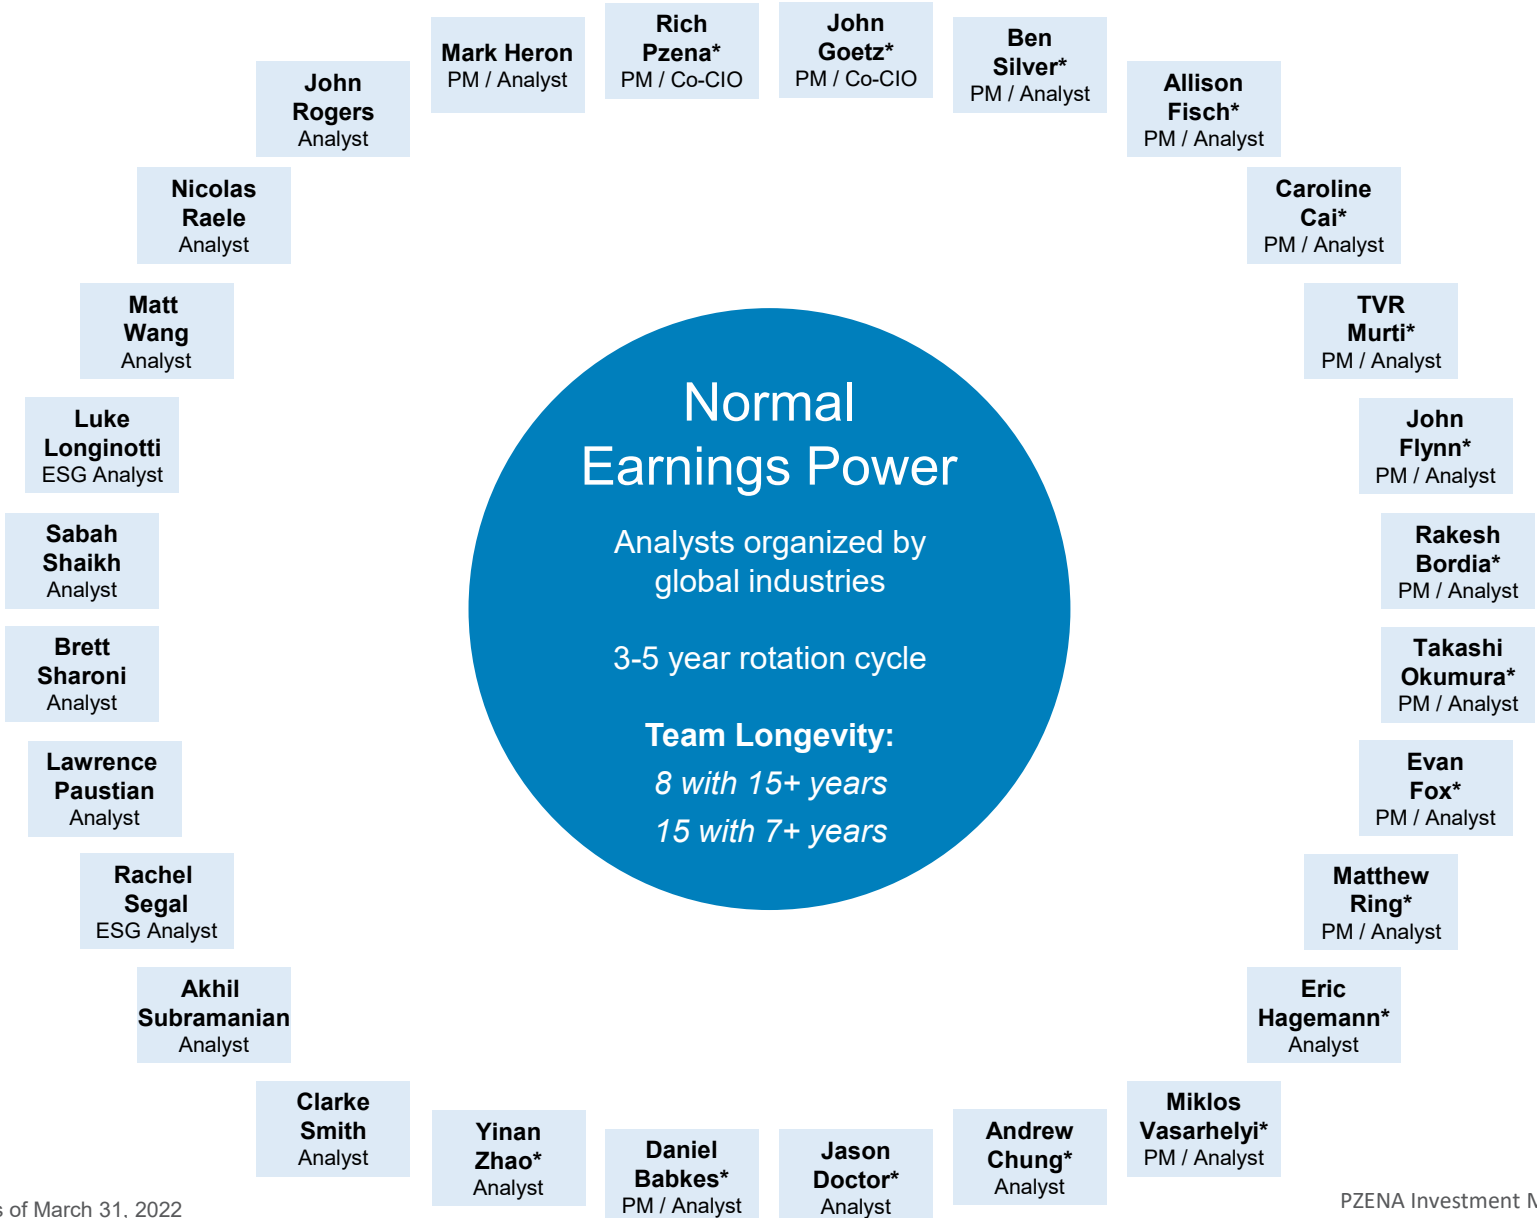 Mark Heron
PM / Analyst
Rich
Pzena*
PM / Co-CIO
John
Goetz*
PM / Co-CIO
Ben
Silver*
PM / Analyst
Allison
Fisch*
PM / Analyst
Caroline
Cai*
PM / Analyst
TVR
Murti*
PM / Analyst
John
Flynn*
PM / Analyst
Rakesh
Bordia*
PM / Analyst
Takashi
Okumura*
PM / Analyst
Evan
Fox*
PM / Analyst
Matthew
Ring*
PM / Analyst
Eric
Hagemann*
Analyst
Miklos
Vasarhelyi*
PM / Analyst
Andrew
Chung*
Analyst
Jason
Doctor*
Analyst
Daniel
Babkes*
PM / Analyst
Yinan
Zhao*
Analyst
Clarke
Smith
Analyst
Akhil
Subramanian
Analyst
Rachel
Segal
ESG Analyst
Lawrence
Paustian
Analyst
Brett
Sharoni
Analyst
Sabah
Shaikh
Analyst
Luke
Longinotti
ESG Analyst
Matt
Wang
Analyst
Nicolas
Raele
Analyst
John
Rogers
Analyst
Normal
Earnings Power
Analysts organized by
global industries
3-5 year rotation cycle
Team Longevity:
8 with 15+ years
15 with 7+ years
s of March 31, 2022
PZENA Investment M